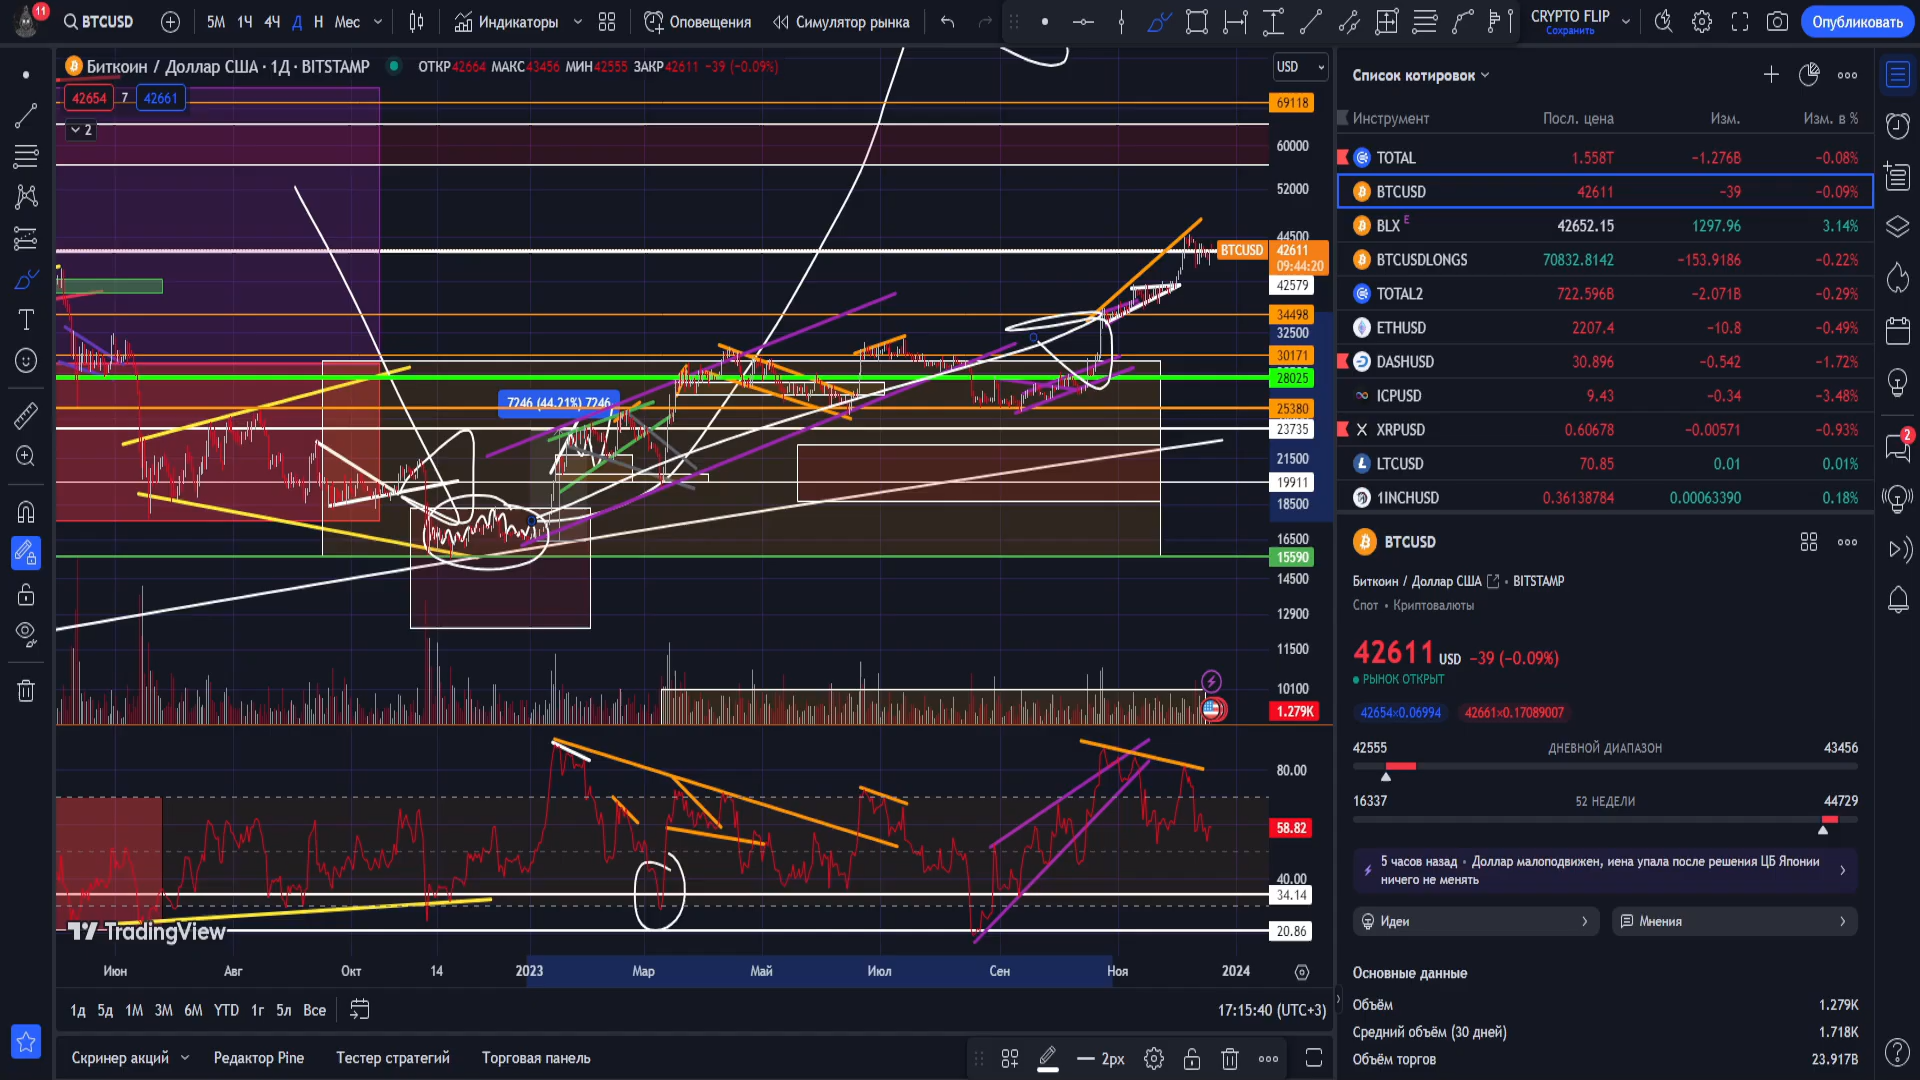 11
BTCUSD
5М 1Ч 4Ч Д Н Мес
Индикаторы
Оповещения
Симулятор рынка
CRYPTO FLIP
Сохранить
Опубликовать
Биткоин / Доллар США · 1Д · BITSTAMP
ОТКР42664 МАКС43456 МИН42555 ЗАКР42611 −39 (−0.09%)
42654 7 42661
2
USD
69118
60000
52000
44500
BTCUSD 42611
09:44:20
42579
34498
32500
30171
28025
25380
23735
21500
19911
18500
16500
15590
14500
12900
11500
10100
1.279K
7246 (44.21%) 7246
80.00
58.82
40.00
34.14
20.86
TradingView
Июн Авг Окт 14 2023 Мар Май Июл Сен Ноя 2024
1д 5д 1М 3М 6М YTD 1г 5л Все
17:15:40 (UTC+3)
Скринер акций Редактор Pine Тестер стратегий Торговая панель
2px
Список котировок
Инструмент Посл. цена Изм. Изм. в %
TOTAL 1.558T −1.276B −0.08%
BTCUSD 42611 −39 −0.09%
BLX E 42652.15 1297.96 3.14%
BTCUSDLONGS 70832.8142 −153.9186 −0.22%
TOTAL2 722.596B −2.071B −0.29%
ETHUSD 2207.4 −10.8 −0.49%
DASHUSD 30.896 −0.542 −1.72%
ICPUSD 9.43 −0.34 −3.48%
XRPUSD 0.60678 −0.00571 −0.93%
LTCUSD 70.85 0.01 0.01%
1INCHUSD 0.36138784 0.00063390 0.18%
BTCUSD
Биткоин / Доллар США • BITSTAMP
Спот • Криптовалюты
42611 USD −39 (−0.09%)
РЫНОК ОТКРЫТ
42654×0.06994 42661×0.17089007
42555 ДНЕВНОЙ ДИАПАЗОН 43456
16337 52 НЕДЕЛИ 44729
5 часов назад • Доллар малоподвижен, иена упала после решения ЦБ Японии
ничего не менять
Идеи
Мнения
Основные данные
Объём 1.279K
Средний объём (30 дней) 1.718K
Объём торгов 23.917B
2